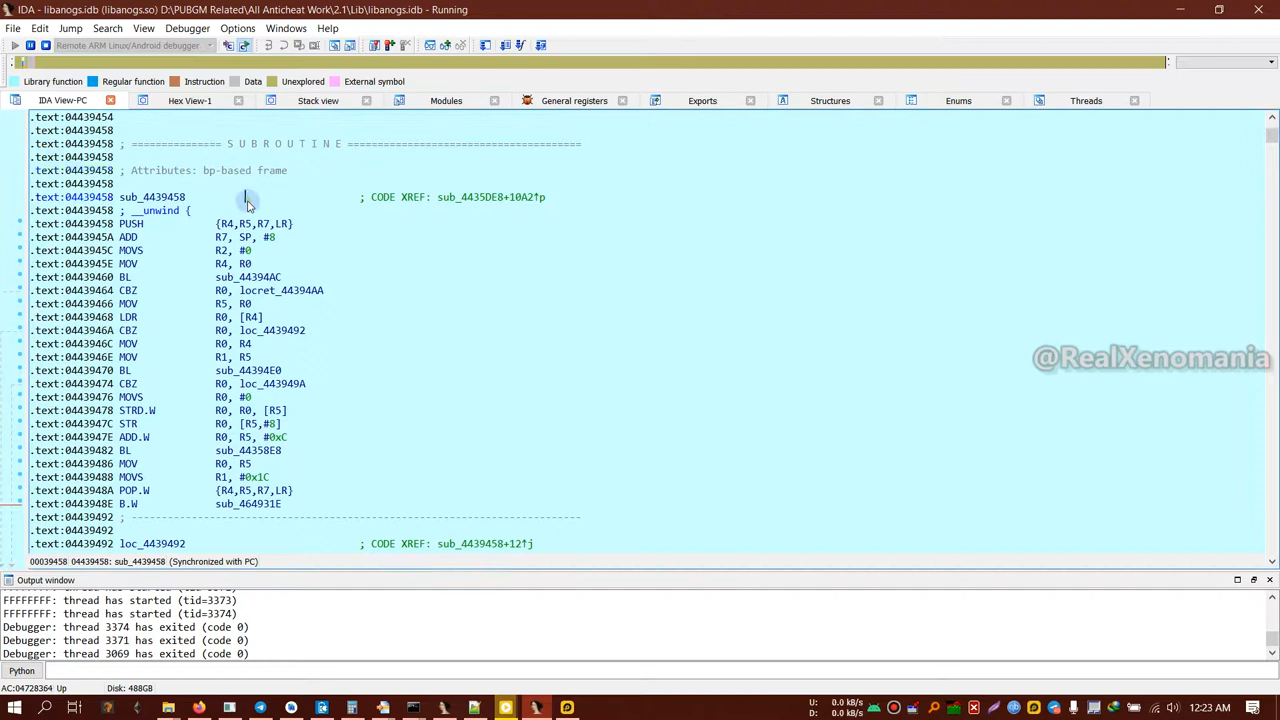 IDA - libanogs.idb (libanogs.so) D:\PUBGM Related\All Anticheat Work\2.1\Lib\libanogs.idb - Running
File Edit Jump Search View Debugger Options Windows Help
Remote ARM Linux/Android debugger
Library function Regular function Instruction Data Unexplored External symbol
IDA View-PC Hex View-1 Stack view Modules General registers Exports Structures Enums Threads
.text:04439454
.text:04439458
.text:04439458 ; =============== S U B R O U T I N E =======================================
.text:04439458
.text:04439458 ; Attributes: bp-based frame
.text:04439458
.text:04439458 sub_4439458 ; CODE XREF: sub_4435DE8+10A2↑p
.text:04439458 ; __unwind {
.text:04439458 PUSH {R4,R5,R7,LR}
.text:0443945A ADD R7, SP, #8
.text:0443945C MOVS R2, #0
.text:0443945E MOV R4, R0
.text:04439460 BL sub_44394AC
.text:04439464 CBZ R0, locret_44394AA
.text:04439466 MOV R5, R0
.text:04439468 LDR R0, [R4]
.text:0443946A CBZ R0, loc_4439492
.text:0443946C MOV R0, R4
.text:0443946E MOV R1, R5
.text:04439470 BL sub_44394E0
.text:04439474 CBZ R0, loc_443949A
.text:04439476 MOVS R0, #0
.text:04439478 STRD.W R0, R0, [R5]
.text:0443947C STR R0, [R5,#8]
.text:0443947E ADD.W R0, R5, #0xC
.text:04439482 BL sub_44358E8
.text:04439486 MOV R0, R5
.text:04439488 MOVS R1, #0x1C
.text:0443948A POP.W {R4,R5,R7,LR}
.text:0443948E B.W sub_464931E
.text:04439492 ; ---------------------------------------------------------------------------
.text:04439492
.text:04439492 loc_4439492 ; CODE XREF: sub_4439458+12↑j
@RealXenomania
00039458 04439458: sub_4439458 (Synchronized with PC)
Output window
FFFFFFFF: thread has started (tid=3373)
FFFFFFFF: thread has started (tid=3374)
Debugger: thread 3374 has exited (code 0)
Debugger: thread 3371 has exited (code 0)
Debugger: thread 3069 has exited (code 0)
Python
AC:04728364 Up Disk: 488GB
U: 0.0 kB/s
D: 0.0 kB/s
12:23 AM